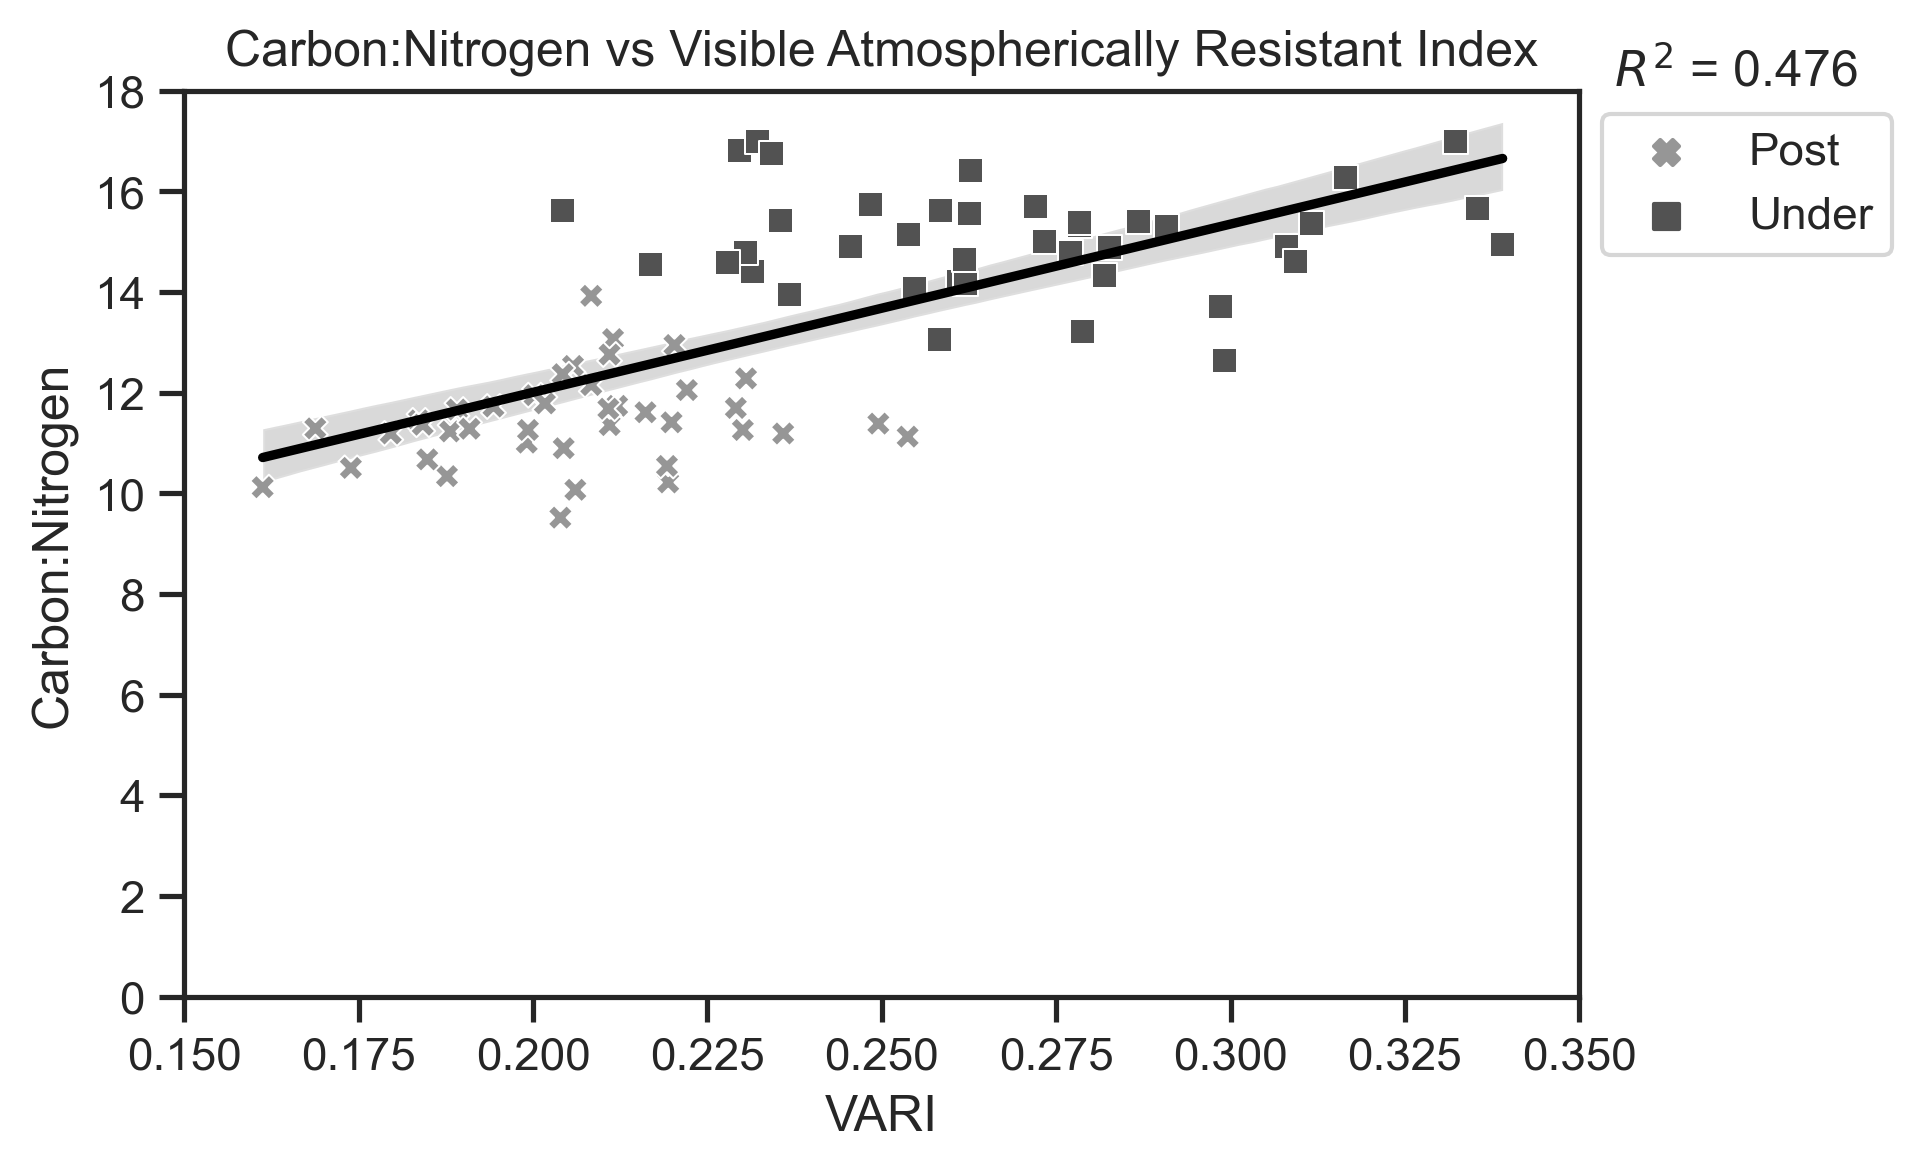 Carbon:Nitrogen vs Visible Atmospherically Resistant Index
R² = 0.476
Post
Under
Carbon:Nitrogen
18
16
14
12
10
8
6
4
2
0
0.150 0.175 0.200 0.225 0.250 0.275 0.300 0.325 0.350
VARI